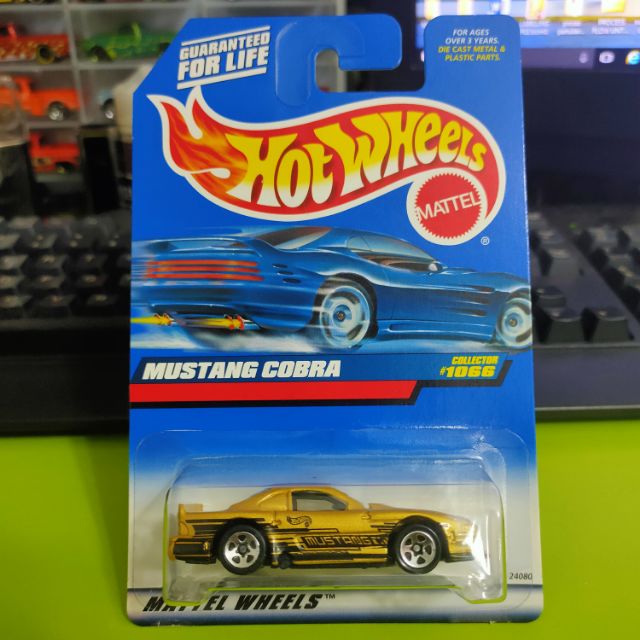 GUARANTEED
FOR LIFE
FOR AGES
OVER 3 YEARS.
DIE CAST METAL &
PLASTIC PARTS.
HOT WHEELS
MATTEL
®
MUSTANG COBRA
COLLECTOR
#1066
MUSTANG
24080
MATTEL WHEELS™